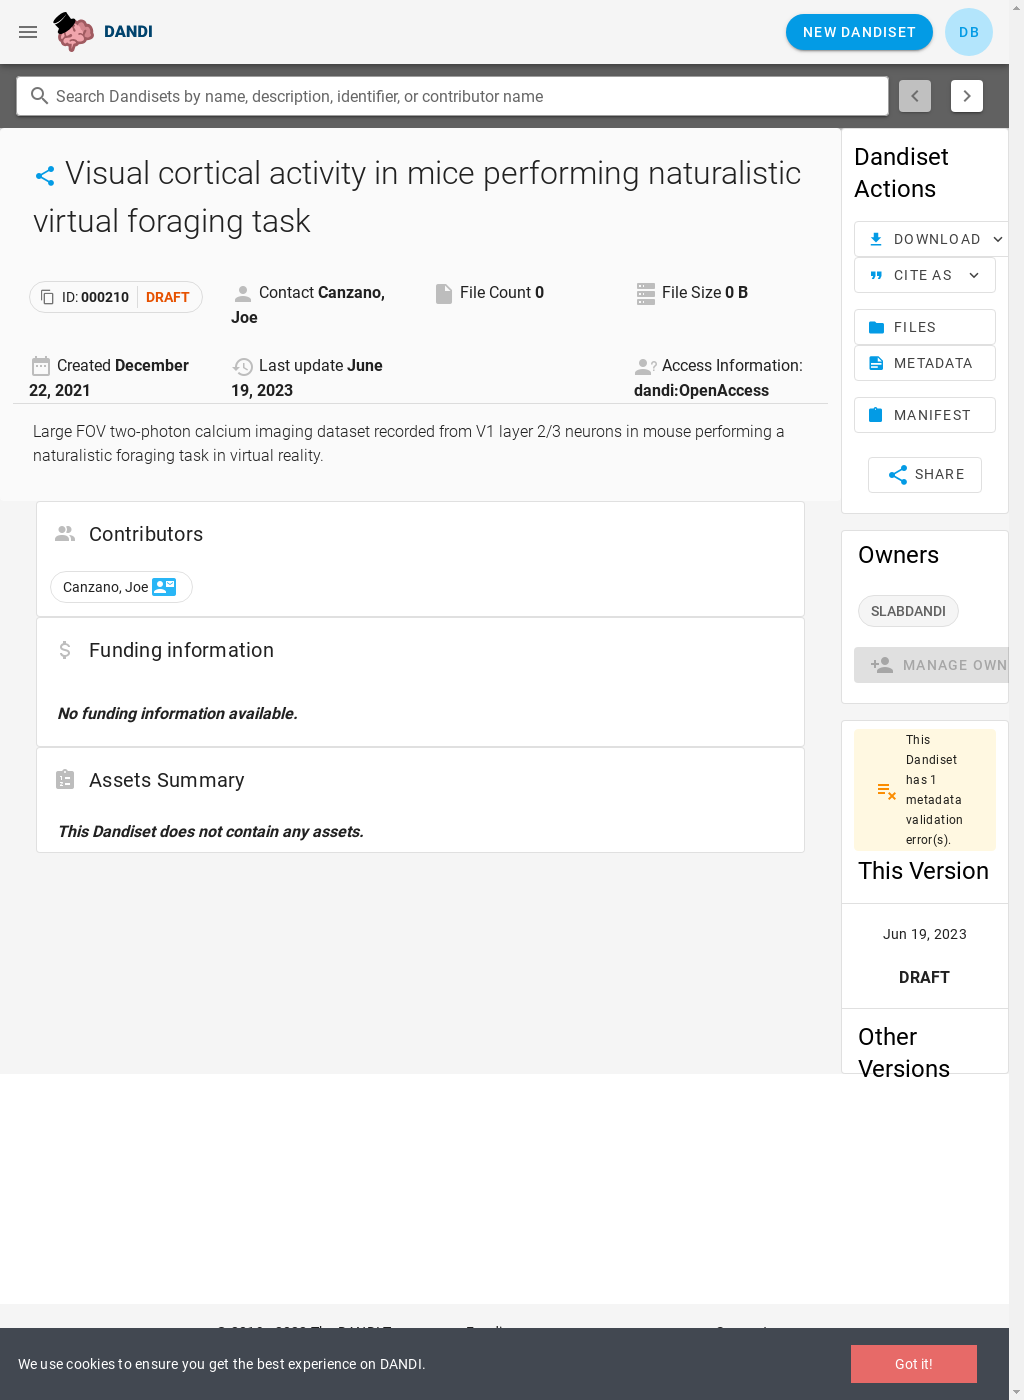 DANDI
NEW DANDISET
DB
Search Dandisets by name, description, identifier, or contributor name
Visual cortical activity in mice performing naturalistic
virtual foraging task
ID: 000210
DRAFT
Contact Canzano,
Joe
File Count 0
File Size 0 B
Created December
22, 2021
Last update June
19, 2023
Access Information:
dandi:OpenAccess
Large FOV two-photon calcium imaging dataset recorded from V1 layer 2/3 neurons in mouse performing a
naturalistic foraging task in virtual reality.
Contributors
Canzano, Joe
Funding information
No funding information available.
Assets Summary
This Dandiset does not contain any assets.
Dandiset
Actions
DOWNLOAD
CITE AS
FILES
METADATA
MANIFEST
SHARE
Owners
SLABDANDI
MANAGE OWN
This
Dandiset
has 1
metadata
validation
error(s).
This Version
Jun 19, 2023
DRAFT
Other
Versions
We use cookies to ensure you get the best experience on DANDI.
Got it!